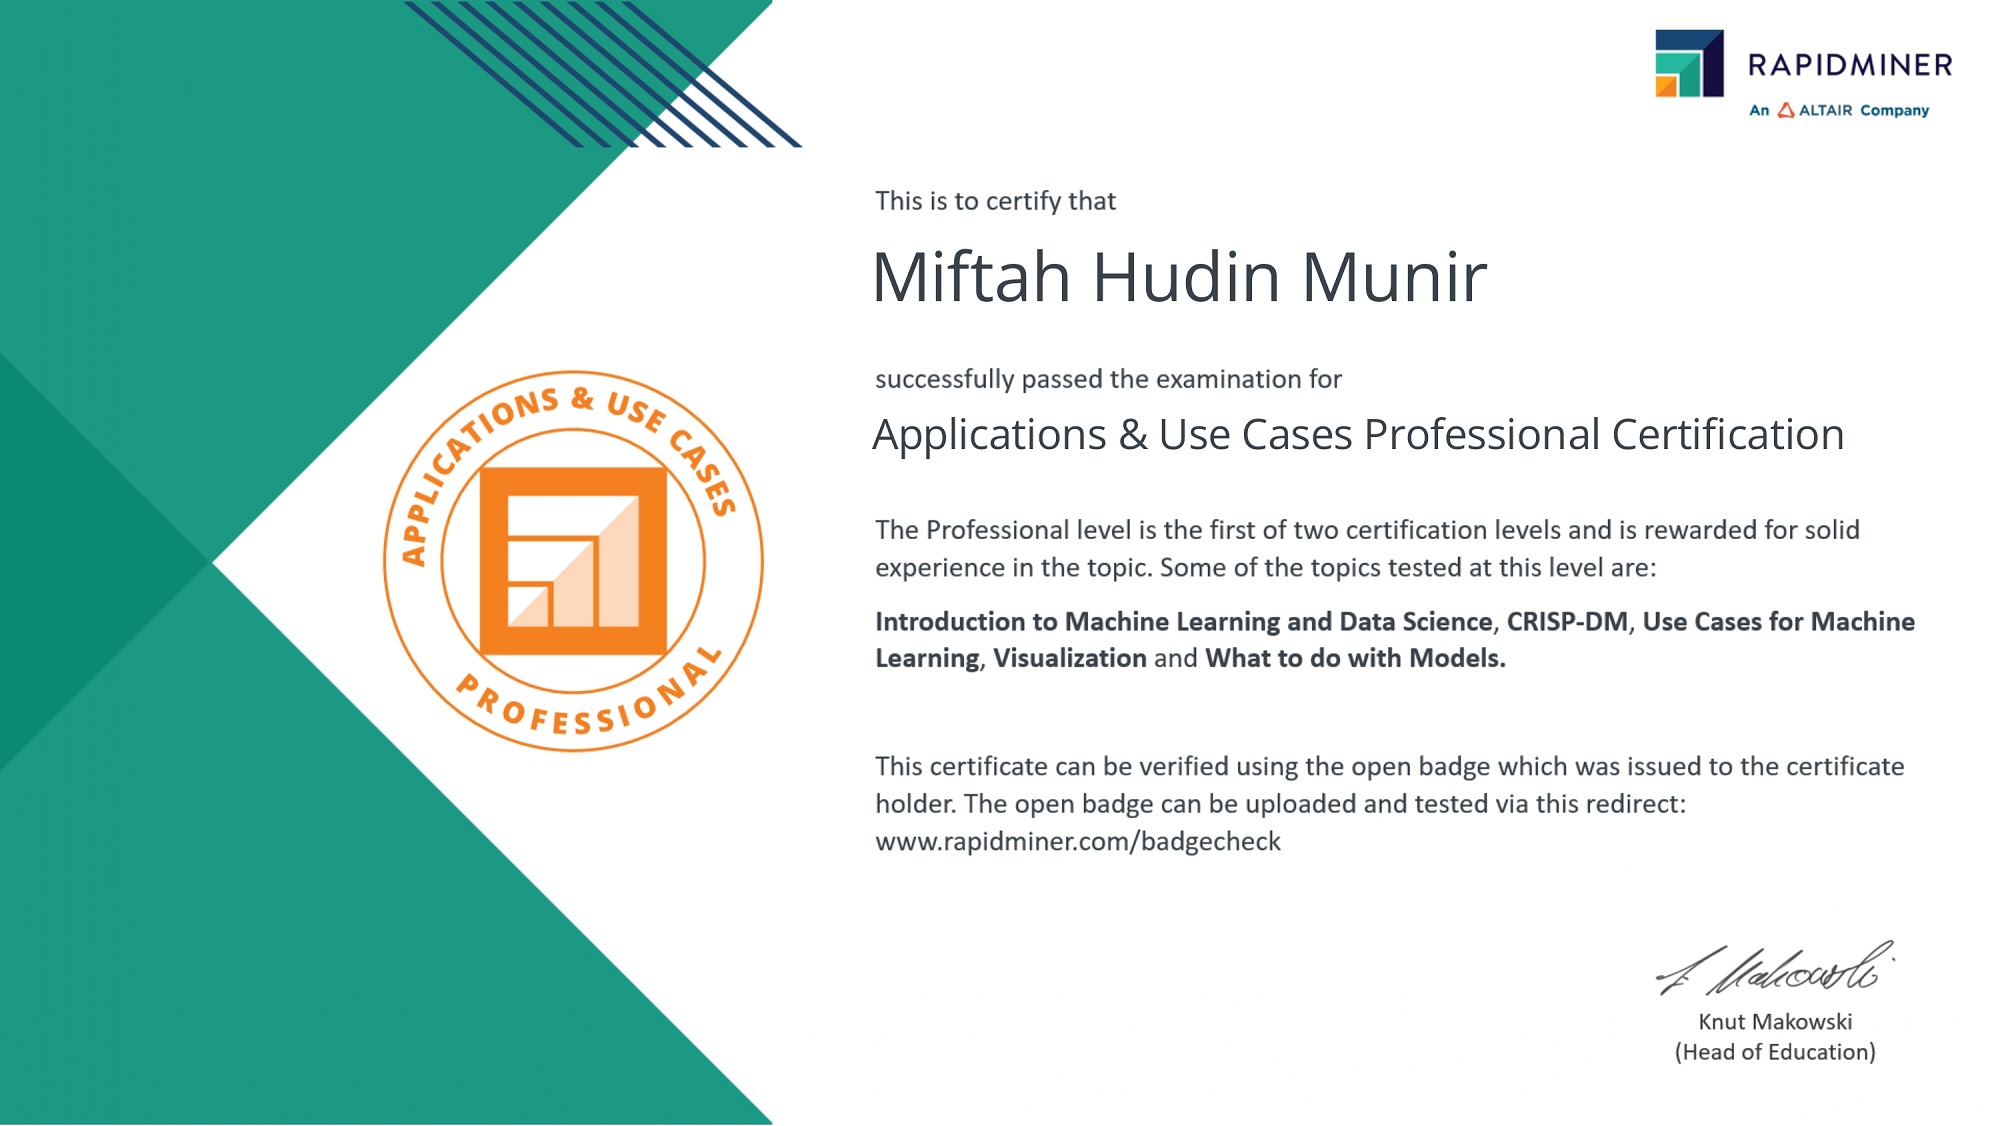 RAPIDMINER
An ALTAIR Company
This is to certify that
Miftah Hudin Munir
successfully passed the examination for
Applications & Use Cases Professional Certification
APPLICATIONS & USE CASES
PROFESSIONAL
The Professional level is the first of two certification levels and is rewarded for solid
experience in the topic. Some of the topics tested at this level are:
Introduction to Machine Learning and Data Science, CRISP-DM, Use Cases for Machine
Learning, Visualization and What to do with Models.
This certificate can be verified using the open badge which was issued to the certificate
holder. The open badge can be uploaded and tested via this redirect:
www.rapidminer.com/badgecheck
Knut Makowski
(Head of Education)